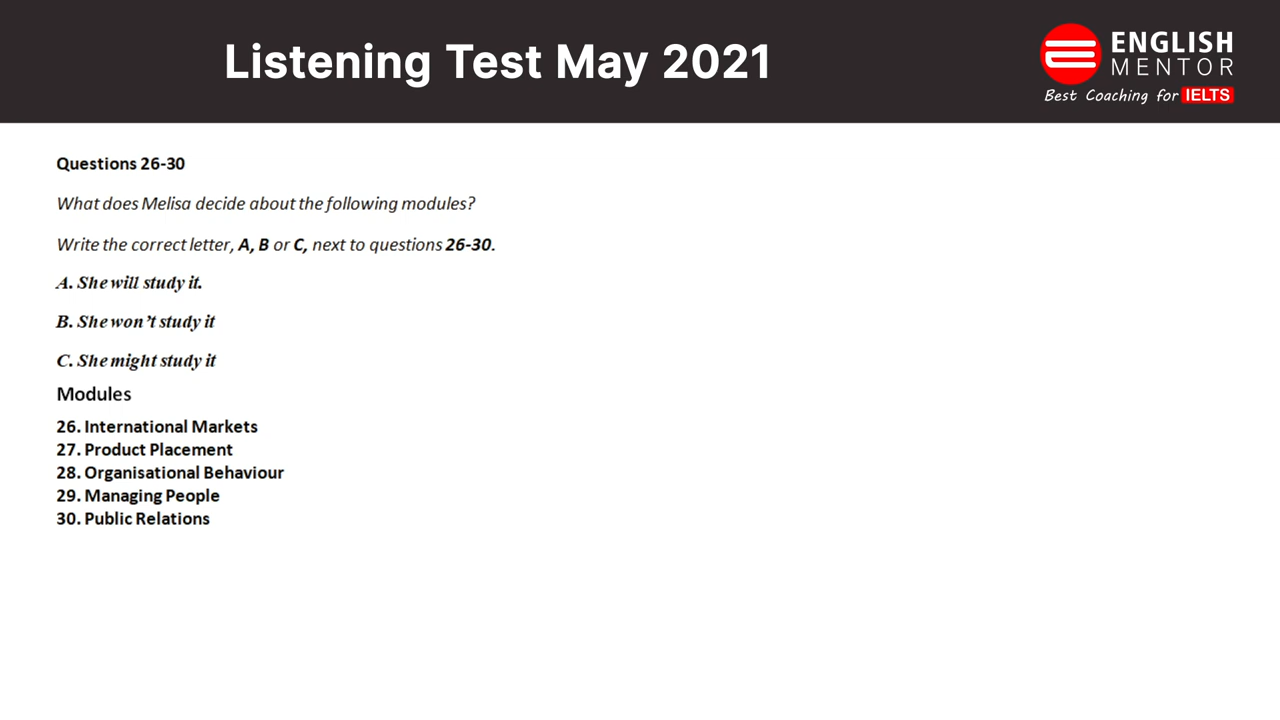 Listening Test May 2021
ENGLISH
MENTOR
Best Coaching for IELTS
Questions 26-30
What does Melisa decide about the following modules?
Write the correct letter, A, B or C, next to questions 26-30.
A. She will study it.
B. She won't study it
C. She might study it
Modules
26. International Markets
27. Product Placement
28. Organisational Behaviour
29. Managing People
30. Public Relations